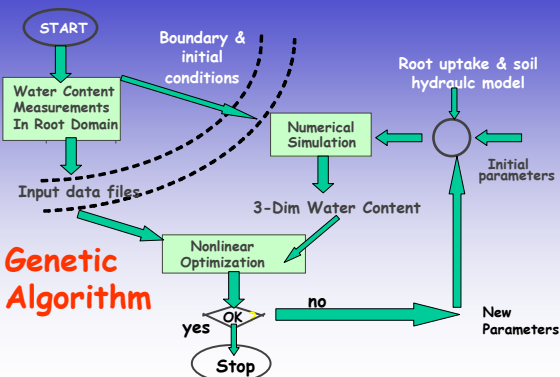 START
Boundary &
initial
conditions
Root uptake & soil
hydraulc model
Water Content
Measurements
In Root Domain
Numerical
Simulation
Initial
parameters
Input data files
3-Dim Water Content
Nonlinear
Optimization
Genetic
Algorithm
no
OK
yes
New
Parameters
Stop